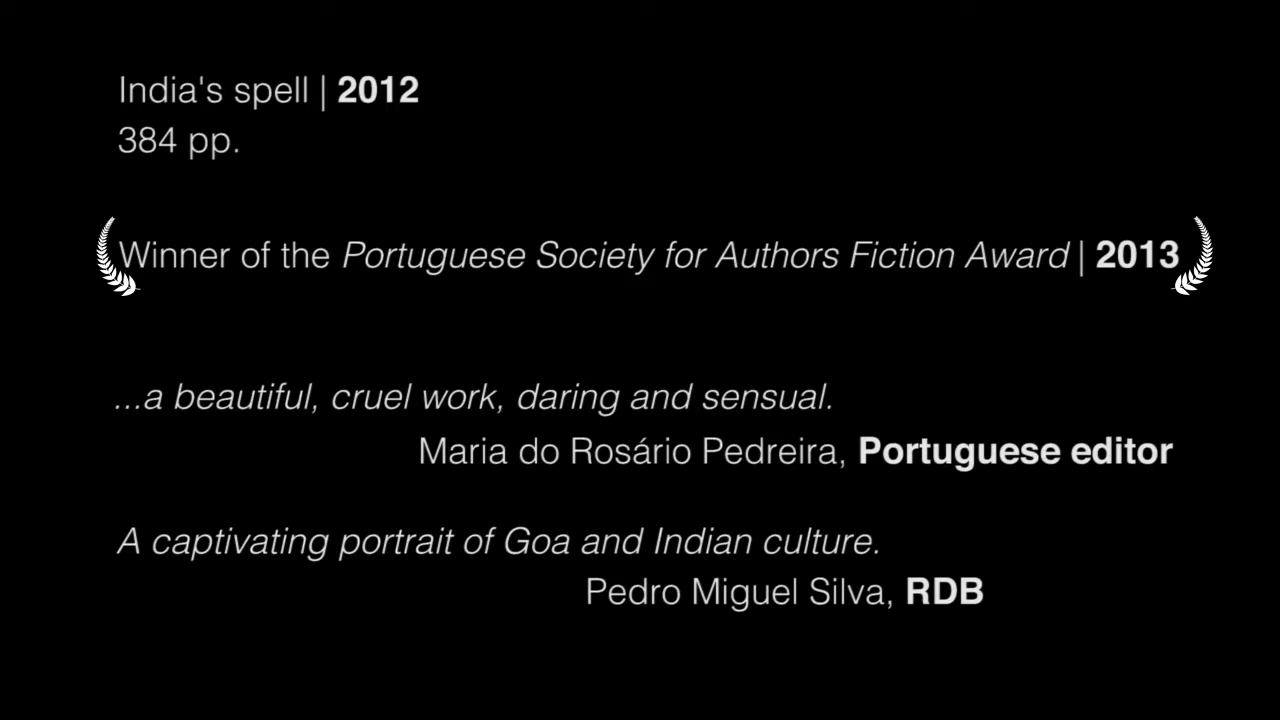 India's spell | 2012
384 pp.
Winner of the Portuguese Society for Authors Fiction Award | 2013
...a beautiful, cruel work, daring and sensual.
Maria do Rosário Pedreira, Portuguese editor
A captivating portrait of Goa and Indian culture.
Pedro Miguel Silva, RDB